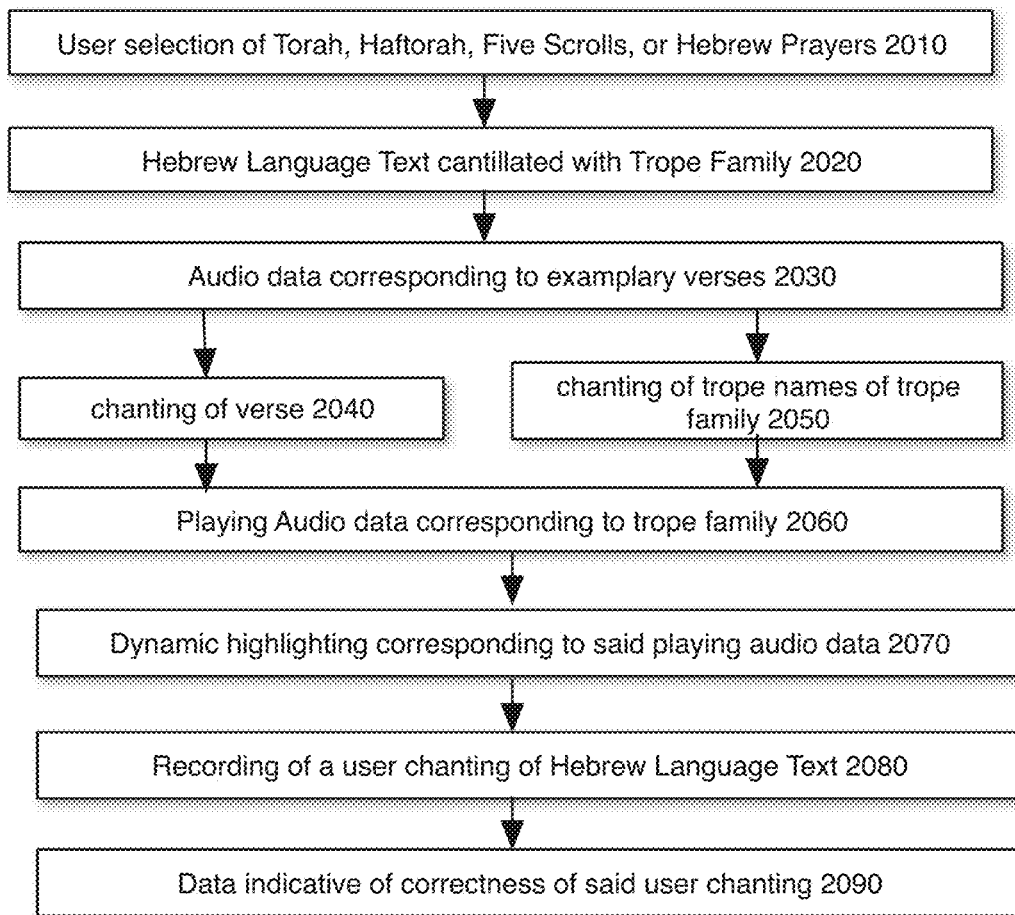 User selection of Torah, Haftorah, Five Scrolls, or Hebrew Prayers 2010
Hebrew Language Text cantillated with Trope Family 2020
Audio data corresponding to examplary verses 2030
chanting of verse 2040
chanting of trope names of trope
family 2050
Playing Audio data corresponding to trope family 2060
Dynamic highlighting corresponding to said playing audio data 2070
Recording of a user chanting of Hebrew Language Text 2080
Data indicative of correctness of said user chanting 2090